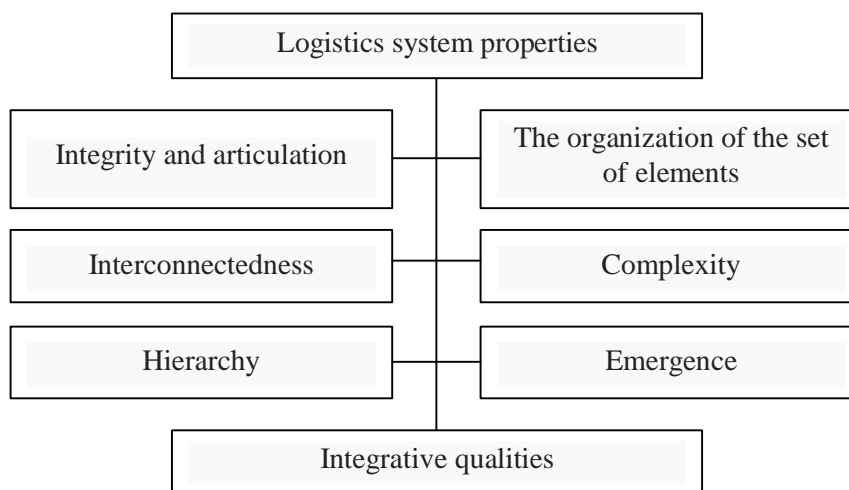 Logistics system properties
Integrity and articulation
The organization of the set
of elements
Interconnectedness
Complexity
Hierarchy
Emergence
Integrative qualities